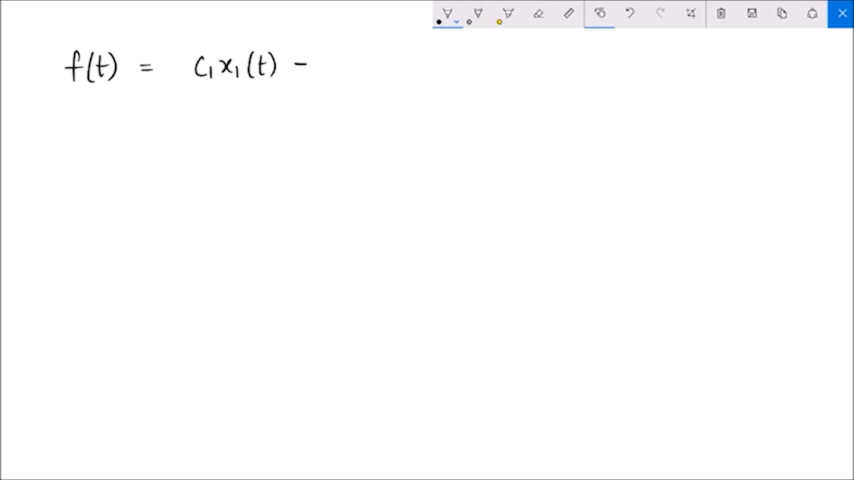 f(t) = c₁x₁(t) -